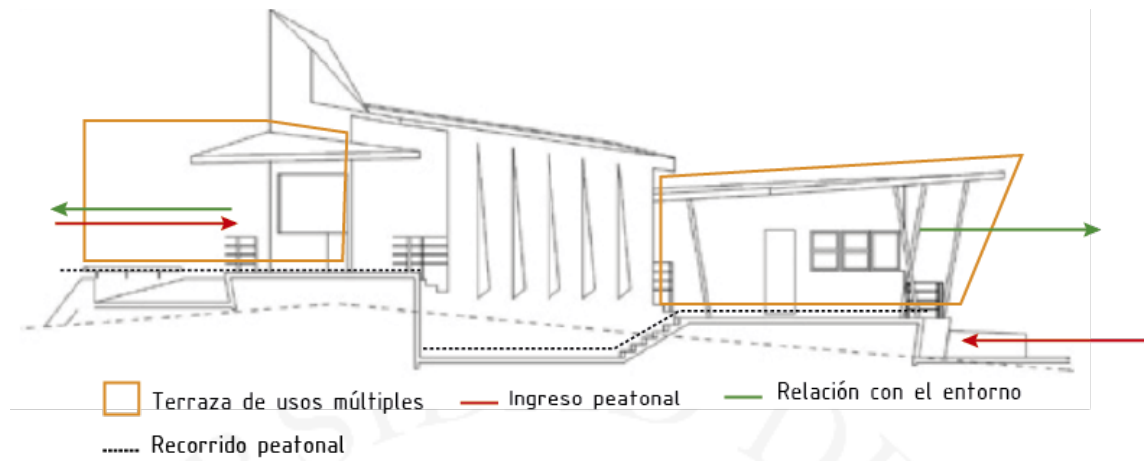 Terraza de usos múltiples
Ingreso peatonal
Relación con el entorno
Recorrido peatonal